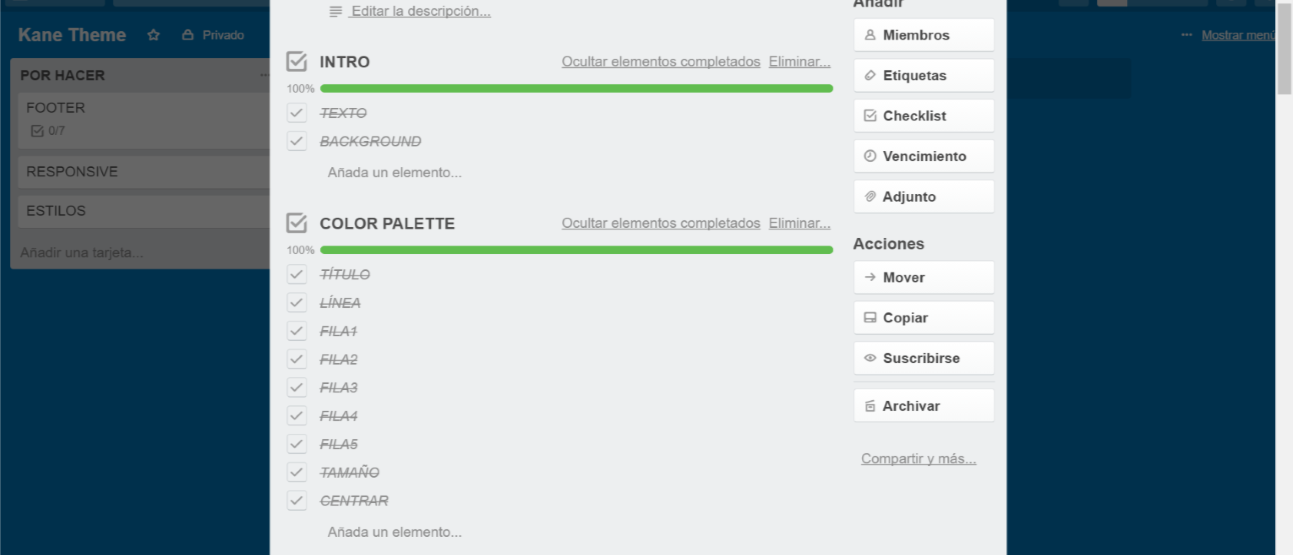 Kane Theme
Privado
Mostrar menú
POR HACER
FOOTER
0/7
RESPONSIVE
ESTILOS
Añadir una tarjeta...
Editar la descripción...
INTRO
Ocultar elementos completados Eliminar...
100%
TEXTO
BACKGROUND
Añada un elemento...
COLOR PALETTE
Ocultar elementos completados Eliminar...
100%
TÍTULO
LÍNEA
FILA1
FILA2
FILA3
FILA4
FILA5
TAMAÑO
CENTRAR
Añada un elemento...
Añadir
Miembros
Etiquetas
Checklist
Vencimiento
Adjunto
Acciones
Mover
Copiar
Suscribirse
Archivar
Compartir y más...